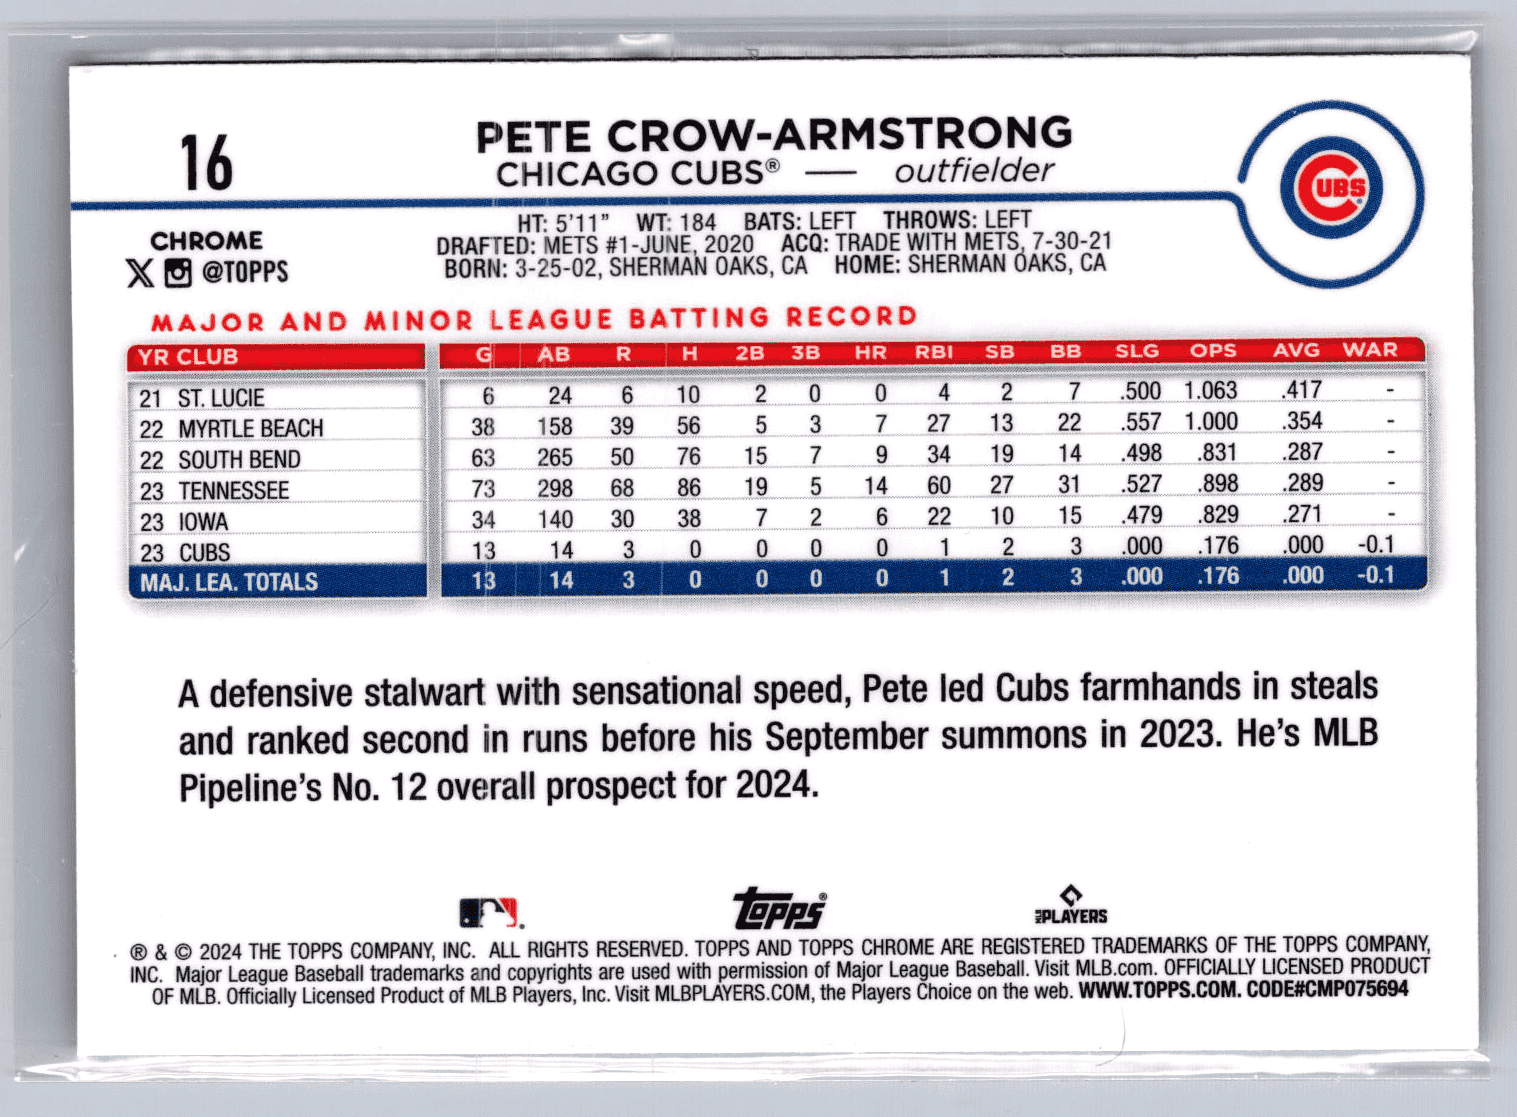 16
PETE CROW-ARMSTRONG
CHICAGO CUBS® — outfielder
CUBS®
CHROME
X @TOPPS
HT: 5'11" WT: 184 BATS: LEFT THROWS: LEFT
DRAFTED: METS #1-JUNE, 2020 ACQ: TRADE WITH METS, 7-30-21
BORN: 3-25-02, SHERMAN OAKS, CA HOME: SHERMAN OAKS, CA
MAJOR AND MINOR LEAGUE BATTING RECORD
YR CLUB G AB R H 2B 3B HR RBI SB BB SLG OPS AVG WAR
21 ST. LUCIE 6 24 6 10 2 0 0 4 2 7 .500 1.063 .417 -
22 MYRTLE BEACH 38 158 39 56 5 3 7 27 13 22 .557 1.000 .354 -
22 SOUTH BEND 63 265 50 76 15 7 9 34 19 14 .498 .831 .287 -
23 TENNESSEE 73 298 68 86 19 5 14 60 27 31 .527 .898 .289 -
23 IOWA 34 140 30 38 7 2 6 22 10 15 .479 .829 .271 -
23 CUBS 13 14 3 0 0 0 0 1 2 3 .000 .176 .000 -0.1
MAJ. LEA. TOTALS 13 14 3 0 0 0 0 1 2 3 .000 .176 .000 -0.1
A defensive stalwart with sensational speed, Pete led Cubs farmhands in steals
and ranked second in runs before his September summons in 2023. He's MLB
Pipeline's No. 12 overall prospect for 2024.
topps®
MLB PLAYERS
® & © 2024 THE TOPPS COMPANY, INC. ALL RIGHTS RESERVED. TOPPS AND TOPPS CHROME ARE REGISTERED TRADEMARKS OF THE TOPPS COMPANY,
INC. Major League Baseball trademarks and copyrights are used with permission of Major League Baseball. Visit MLB.com. OFFICIALLY LICENSED PRODUCT
OF MLB. Officially Licensed Product of MLB Players, Inc. Visit MLBPLAYERS.COM, the Players Choice on the web. WWW.TOPPS.COM. CODE#CMP075694